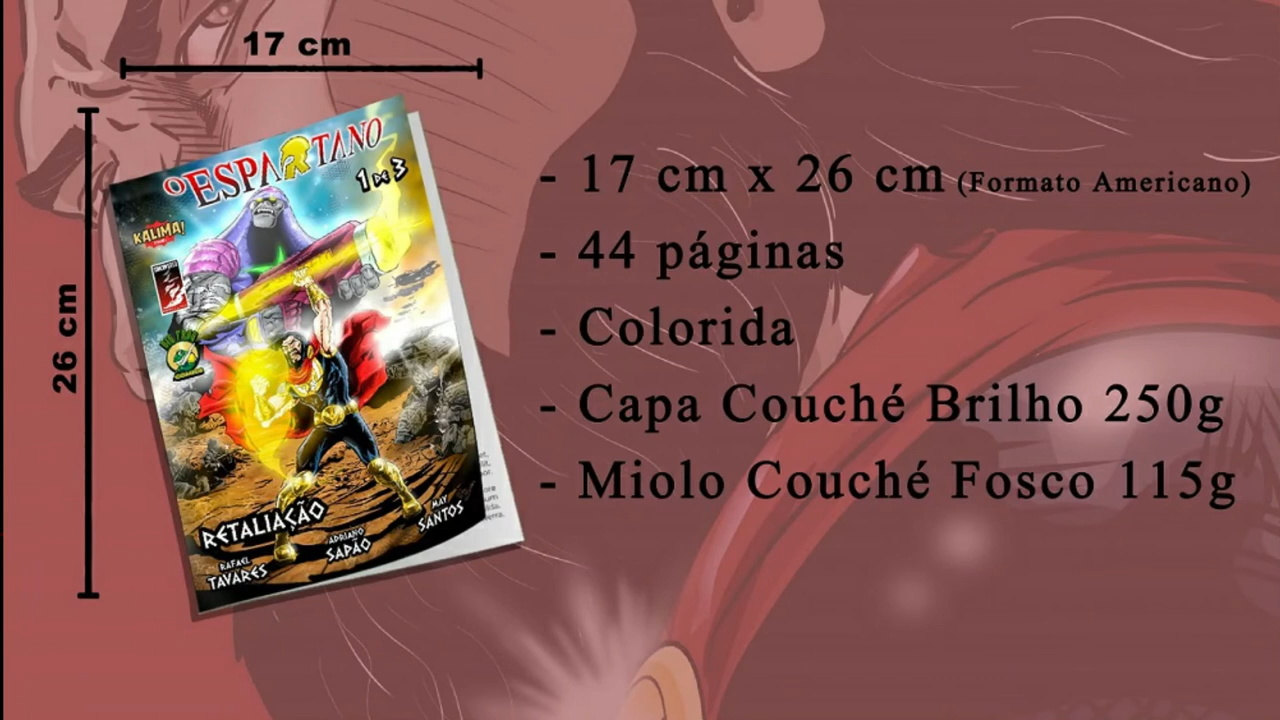 17 cm
26 cm
O ESPARTANO
1 DE 3
KALIMA!
RETALIAÇÃO
RAFAEL
TAVARES
ADRIANO
SAPÃO
MAY
SANTOS
- 17 cm x 26 cm (Formato Americano)
- 44 páginas
- Colorida
- Capa Couché Brilho 250g
- Miolo Couché Fosco 115g